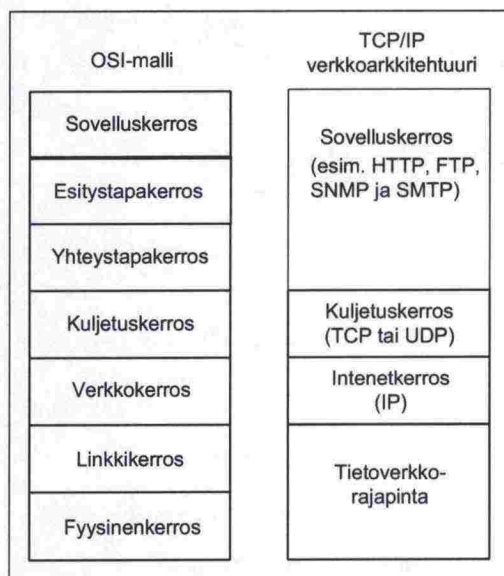 OSI-malli
Sovelluskerros
Esitystapakerros
Yhteystapakerros
Kuljetuskerros
Verkkokerros
Linkkikerros
Fyysinenkerros
TCP/IP
verkkoarkkitehtuuri
Sovelluskerros
(esim. HTTP, FTP,
SNMP ja SMTP)
Kuljetuskerros
(TCP tai UDP)
Intenetkerros
(IP)
Tietoverkko-
rajapinta